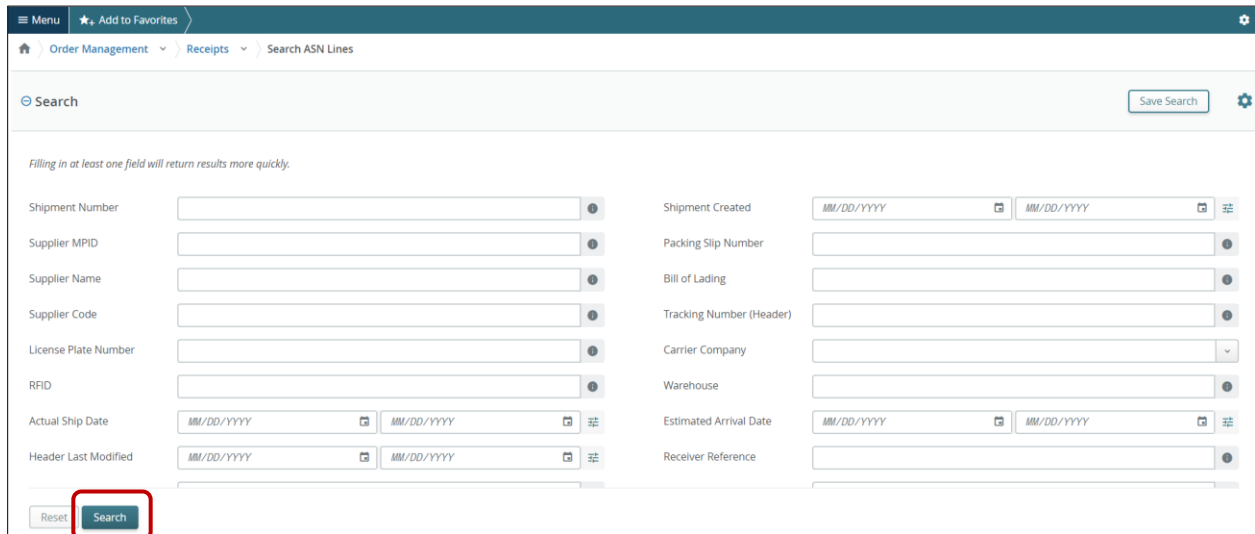 Menu Add to Favorites
Order Management Receipts Search ASN Lines
Search Save Search
Filling in at least one field will return results more quickly.
Shipment Number Shipment Created MM/DD/YYYY MM/DD/YYYY
Supplier MPID Packing Slip Number
Supplier Name Bill of Lading
Supplier Code Tracking Number (Header)
License Plate Number Carrier Company
RFID Warehouse
Actual Ship Date MM/DD/YYYY MM/DD/YYYY Estimated Arrival Date MM/DD/YYYY MM/DD/YYYY
Header Last Modified MM/DD/YYYY MM/DD/YYYY Receiver Reference
Reset Search